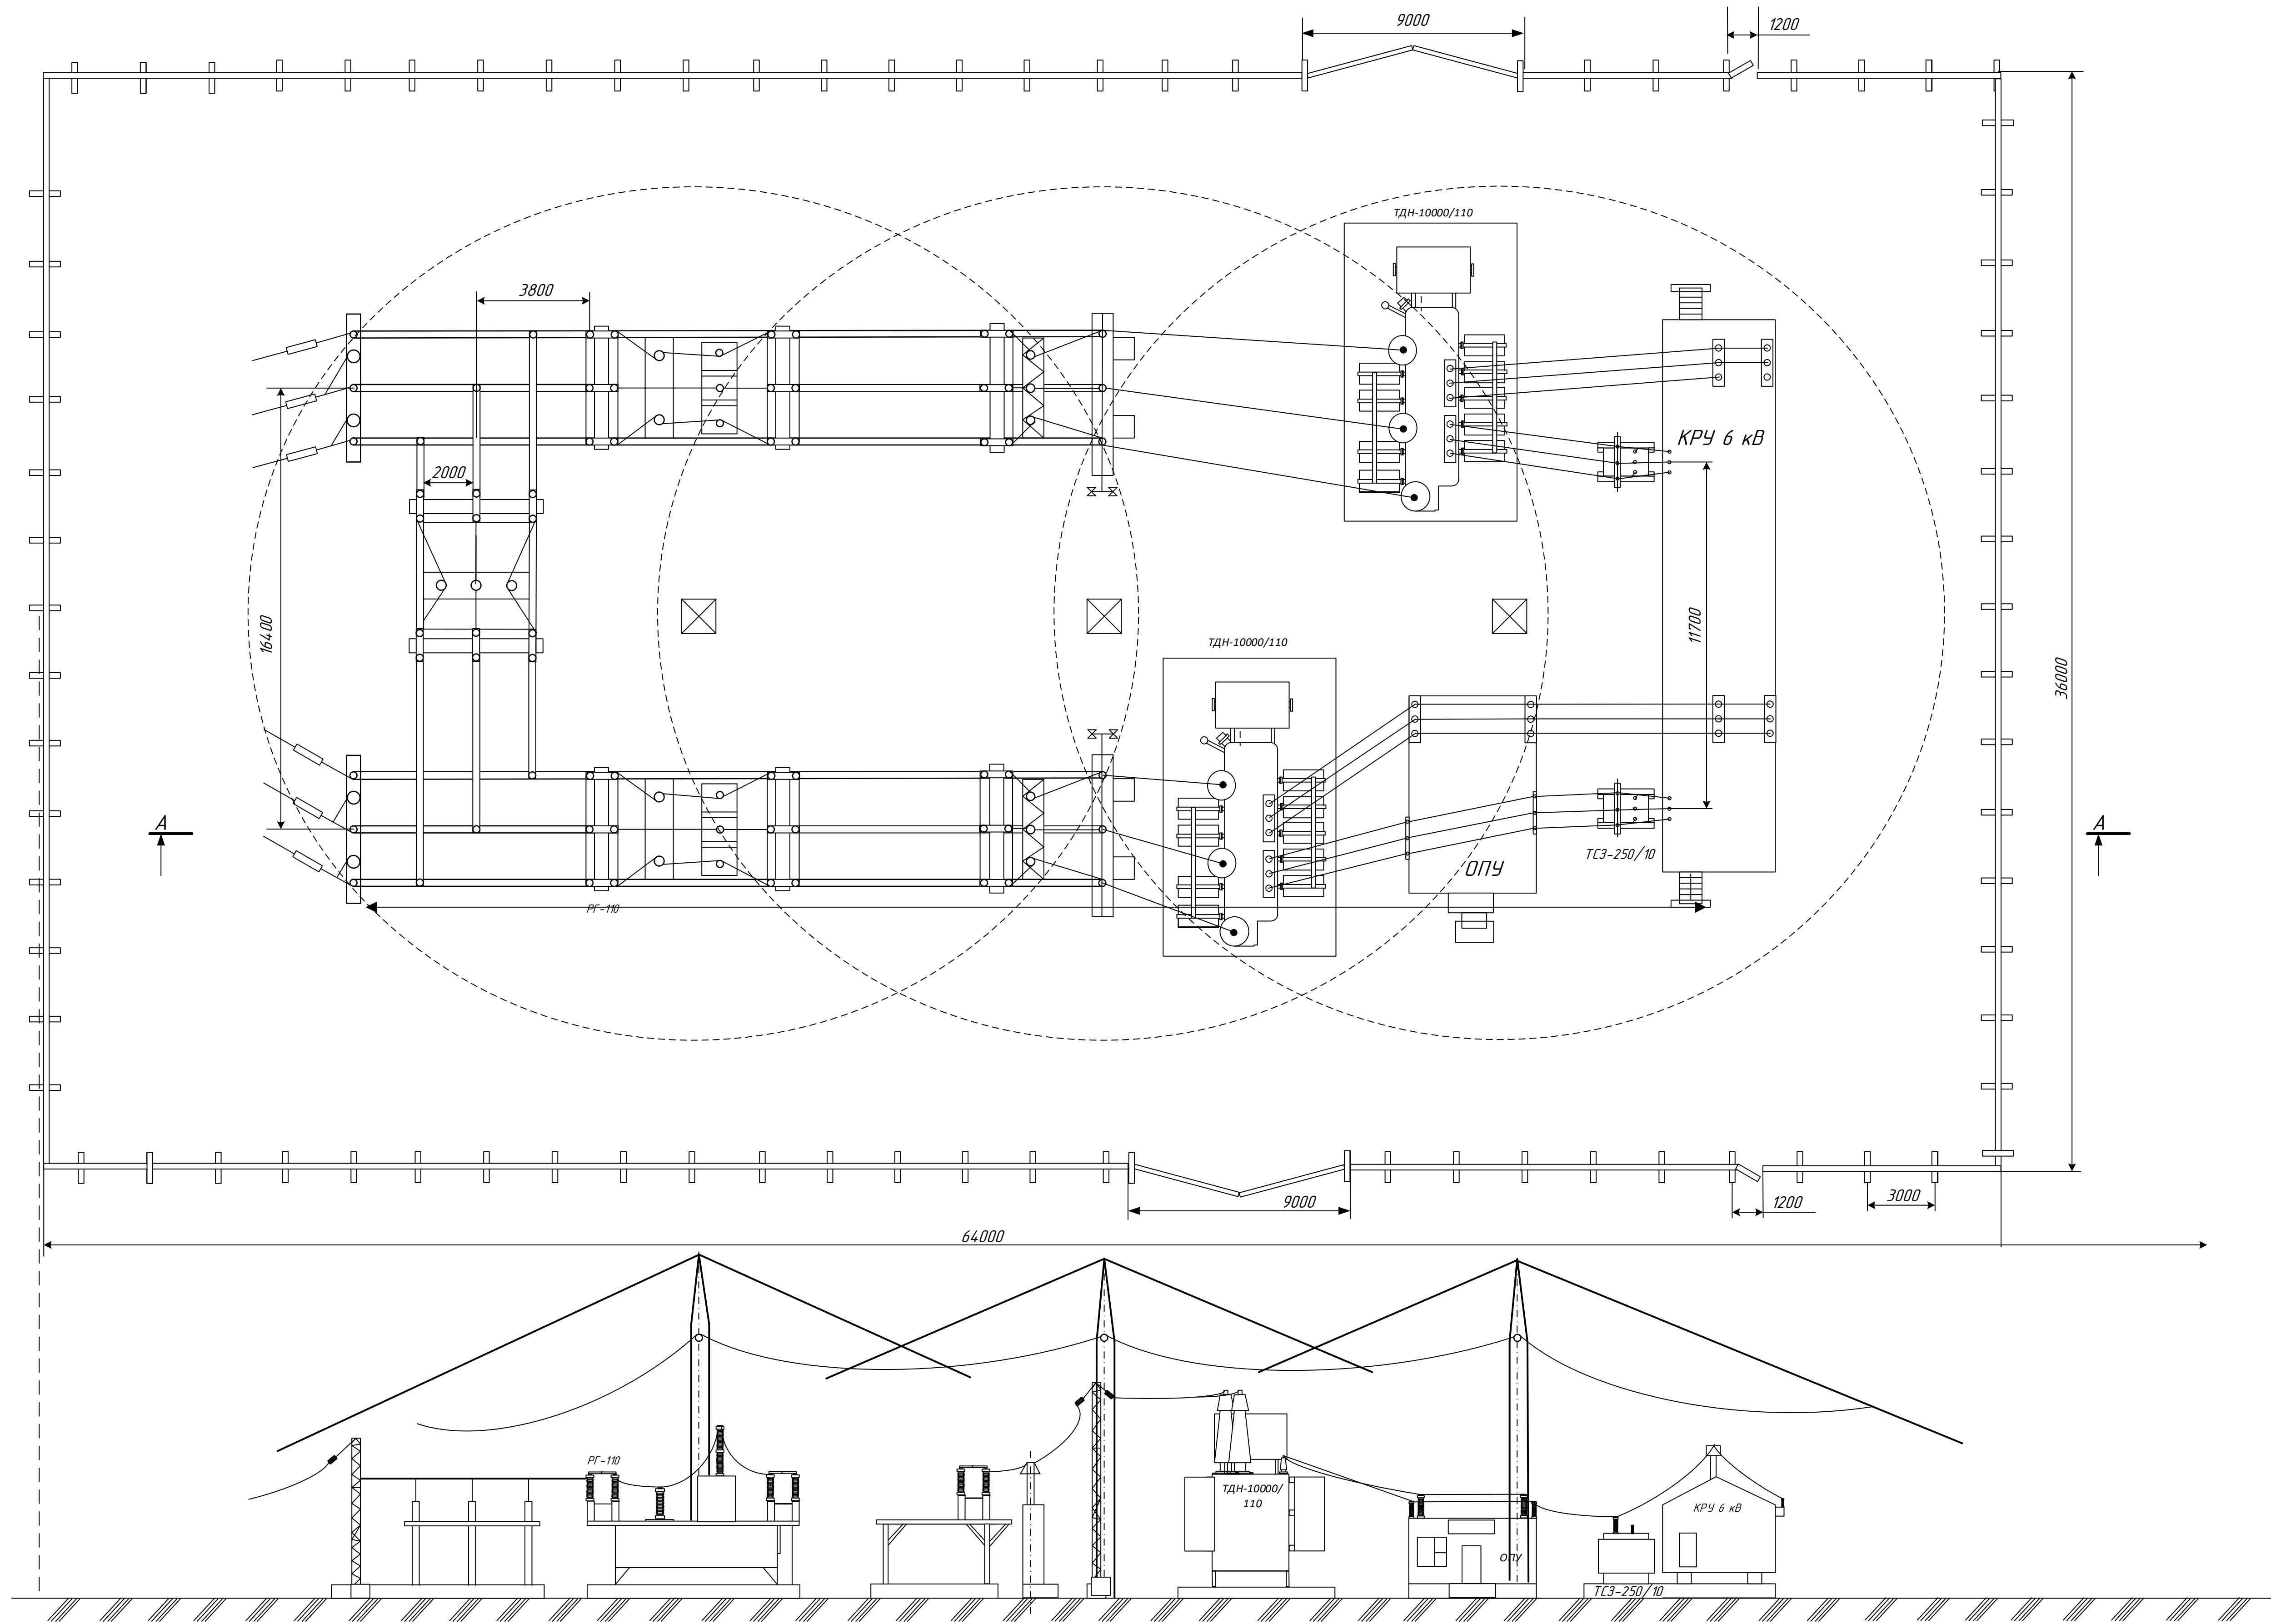 9000
1200
ТДН-10000/110
3800
КРУ 6 кВ
2000
16400
11700
ТДН-10000/110
36000
А
А
ТСЗ-250/10
ОПУ
РГ-110
9000
1200
3000
64000
РГ-110
ТДН-10000/
110
КРУ 6 кВ
ОПУ
ТСЗ-250/10